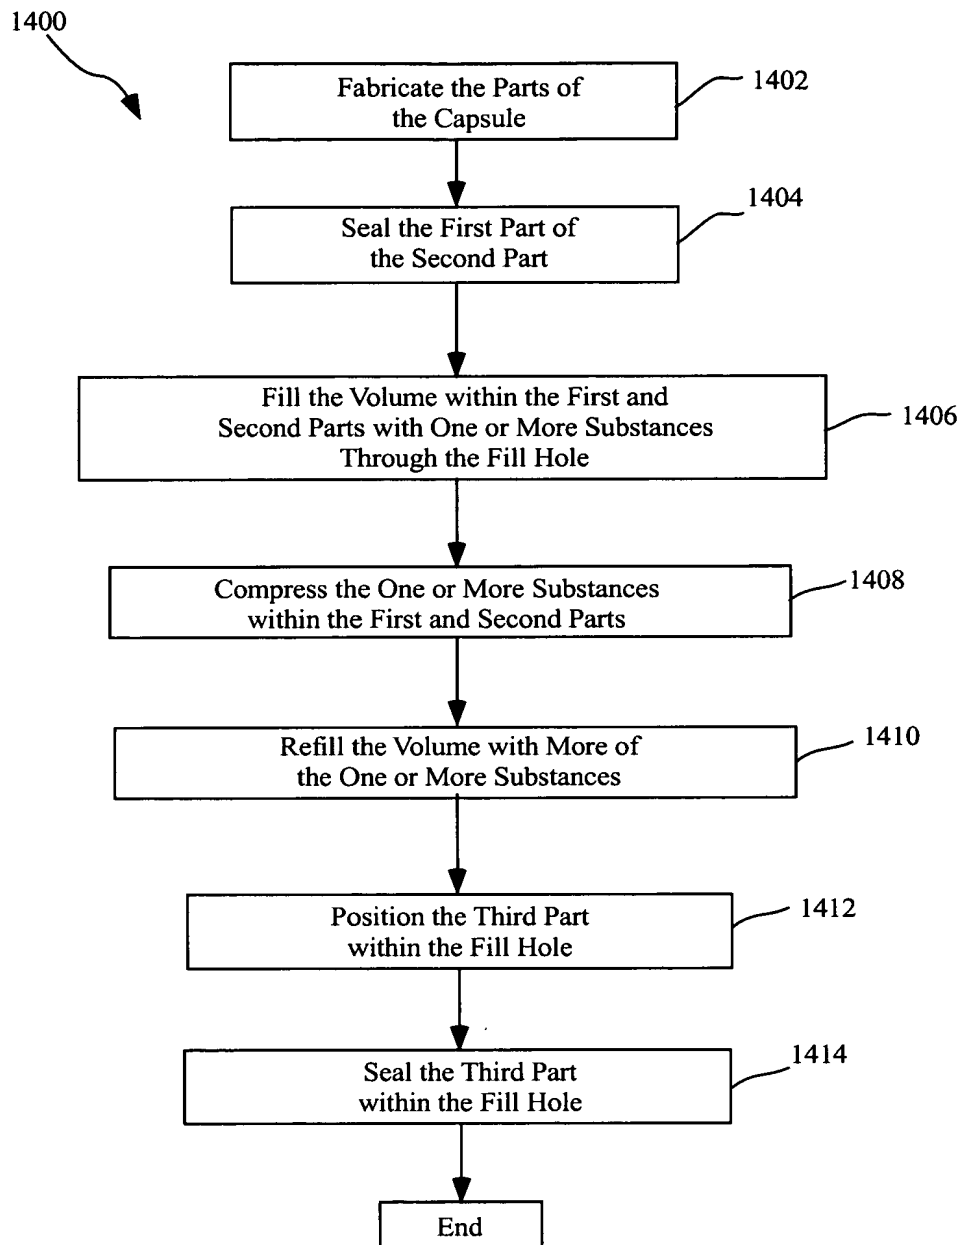 1400
Fabricate the Parts of
the Capsule
1402
Seal the First Part of
the Second Part
1404
Fill the Volume within the First and
Second Parts with One or More Substances
Through the Fill Hole
1406
Compress the One or More Substances
within the First and Second Parts
1408
Refill the Volume with More of
the One or More Substances
1410
Position the Third Part
within the Fill Hole
1412
Seal the Third Part
within the Fill Hole
1414
End